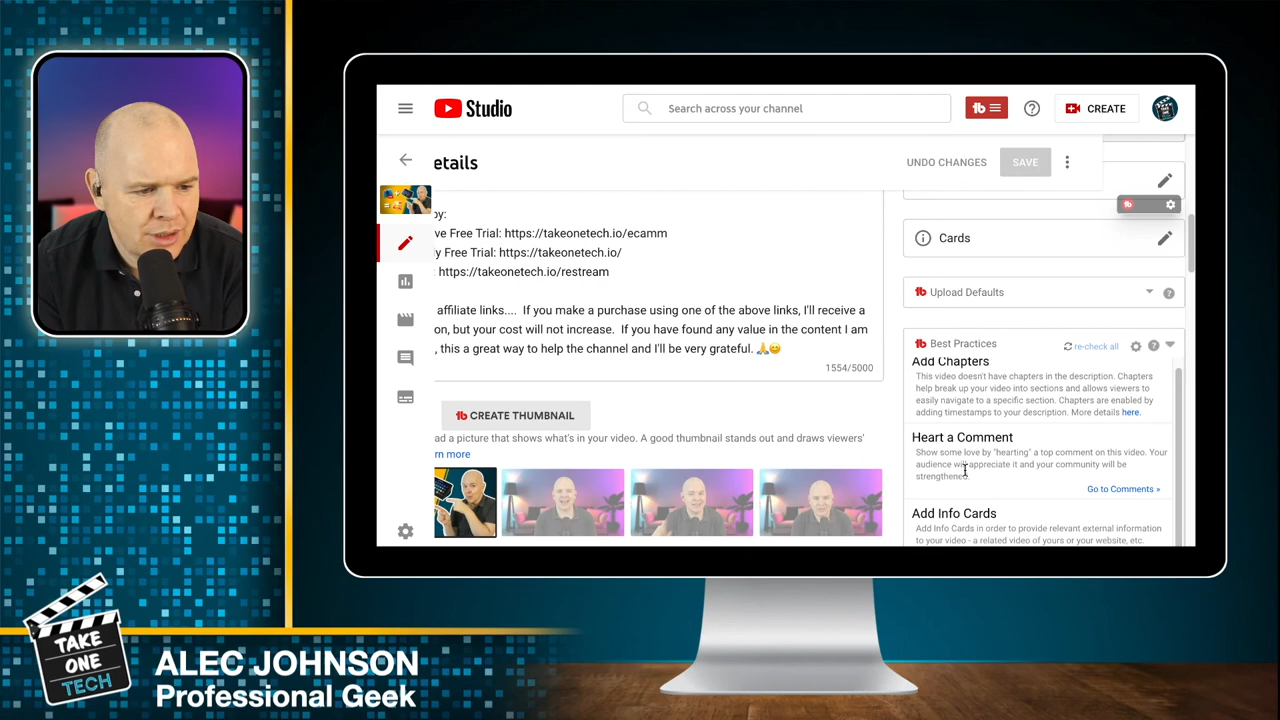 Studio
Search across your channel
tb
CREATE
etails
UNDO CHANGES
SAVE
by:
ve Free Trial: https://takeonetech.io/ecamm
y Free Trial: https://takeonetech.io/
: https://takeonetech.io/restream
affiliate links.... If you make a purchase using one of the above links, I'll receive a
on, but your cost will not increase. If you have found any value in the content I am
, this a great way to help the channel and I'll be very grateful. 🙏😊
1554/5000
tb CREATE THUMBNAIL
ad a picture that shows what's in your video. A good thumbnail stands out and draws viewers'
rn more
tb
Cards
tb Upload Defaults
tb Best Practices
re-check all
Add Chapters
This video doesn't have chapters in the description. Chapters
help break up your video into sections and allows viewers to
easily navigate to a specific section. Chapters are enabled by
adding timestamps to your description. More details here.
Heart a Comment
Show some love by "hearting" a top comment on this video. Your
audience will appreciate it and your community will be
strengthened.
Go to Comments »
Add Info Cards
Add Info Cards in order to provide relevant external information
to your video - a related video of yours or your website, etc.
TAKE
ONE
TECH
ALEC JOHNSON
Professional Geek